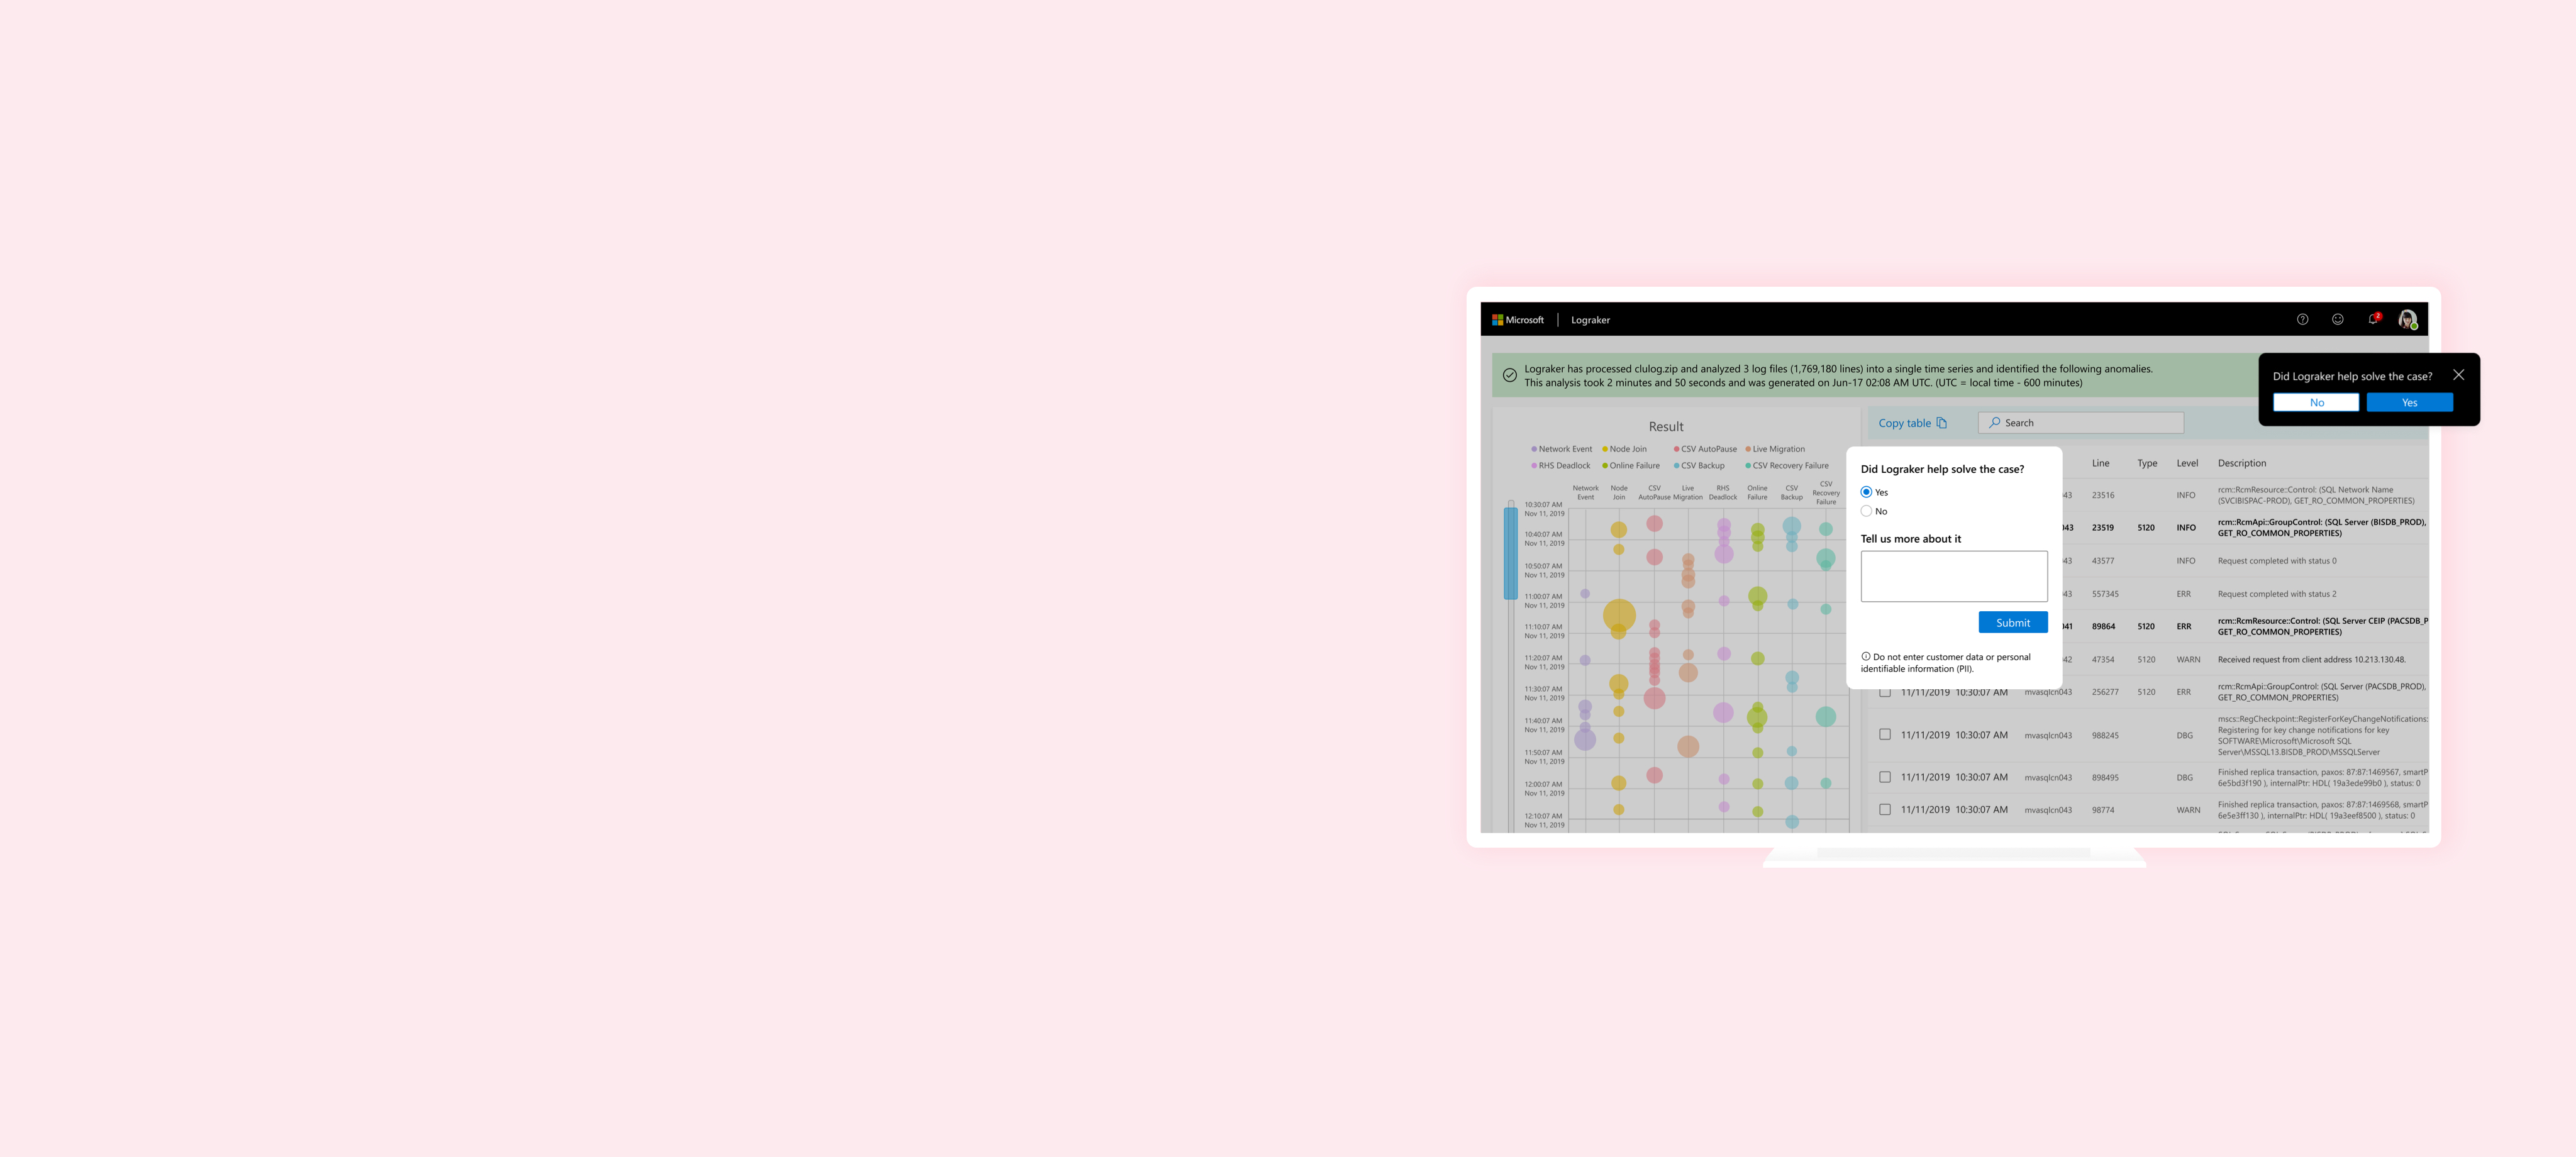 Microsoft | Lograker
2
Lograker has processed clulog.zip and analyzed 3 log files (1,769,180 lines) into a single time series and identified the following anomalies.
This analysis took 2 minutes and 50 seconds and was generated on Jun-17 02:08 AM UTC. (UTC = local time - 600 minutes)
Did Lograker help solve the case?
No Yes
Result
Network Event Node Join CSV AutoPause Live Migration
RHS Deadlock Online Failure CSV Backup CSV Recovery Failure
Network Event
Node Join
CSV AutoPause
Live Migration
RHS Deadlock
Online Failure
CSV Backup
CSV Recovery Failure
10:30:07 AM
Nov 11, 2019
10:40:07 AM
Nov 11, 2019
10:50:07 AM
Nov 11, 2019
11:00:07 AM
Nov 11, 2019
11:10:07 AM
Nov 11, 2019
11:20:07 AM
Nov 11, 2019
11:30:07 AM
Nov 11, 2019
11:40:07 AM
Nov 11, 2019
11:50:07 AM
Nov 11, 2019
12:00:07 AM
Nov 11, 2019
12:10:07 AM
Nov 11, 2019
Copy table
Search
Did Lograker help solve the case?
Yes
No
Tell us more about it
Submit
Do not enter customer data or personal
identifiable information (PII).
Line Type Level Description
43 23516 INFO rcm::RcmResource::Control: (SQL Network Name
(SVCIBISPAC-PROD), GET_RO_COMMON_PROPERTIES)
043 23519 5120 INFO rcm::RcmApi::GroupControl: (SQL Server (BISDB_PROD),
GET_RO_COMMON_PROPERTIES)
43 43577 INFO Request completed with status 0
43 557345 ERR Request completed with status 2
041 89864 5120 ERR rcm::RcmResource::Control: (SQL Server CEIP (PACSDB_P
GET_RO_COMMON_PROPERTIES)
42 47354 5120 WARN Received request from client address 10.213.130.48.
11/11/2019 10:30:07 AM mvasqlcn043 256277 5120 ERR rcm::RcmApi::GroupControl: (SQL Server (PACSDB_PROD),
GET_RO_COMMON_PROPERTIES)
11/11/2019 10:30:07 AM mvasqlcn043 988245 DBG mscs::RegCheckpoint::RegisterForKeyChangeNotifications:
Registering for key change notifications for key
SOFTWARE\Microsoft\Microsoft SQL
Server\MSSQL13.BISDB_PROD\MSSQLServer
11/11/2019 10:30:07 AM mvasqlcn043 898495 DBG Finished replica transaction, paxos: 87:87:1469567, smartP
6e5bd3f190 ), internalPtr: HDL( 19a3ede99b0 ), status: 0
11/11/2019 10:30:07 AM mvasqlcn043 98774 WARN Finished replica transaction, paxos: 87:87:1469568, smartP
6e5e3ff130 ), internalPtr: HDL( 19a3eef8500 ), status: 0